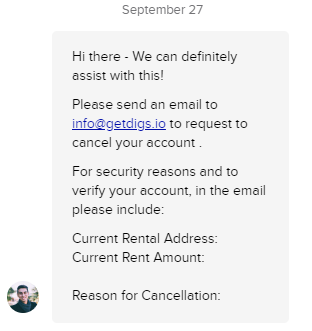 September 27
Hi there - We can definitely
assist with this!
Please send an email to
info@getdigs.io to request to
cancel your account .
For security reasons and to
verify your account, in the email
please include:
Current Rental Address:
Current Rent Amount:
Reason for Cancellation: